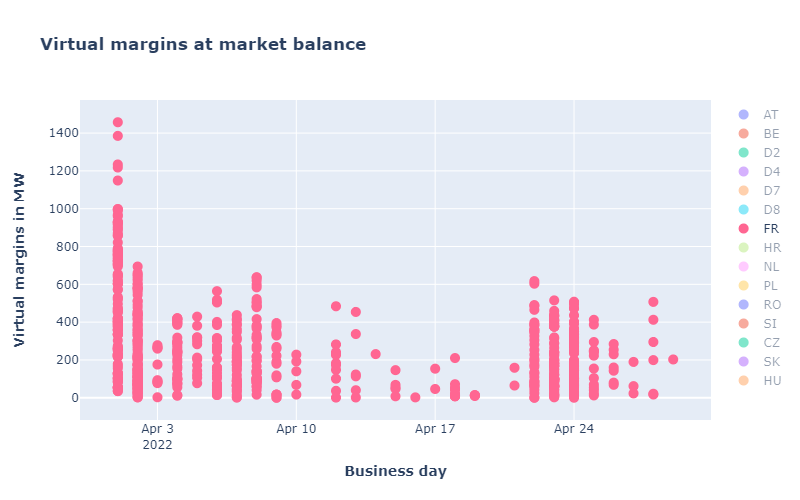 Virtual margins at market balance
Virtual margins in MW
1400
1200
1000
800
600
400
200
0
Apr 3
2022
Apr 10
Apr 17
Apr 24
Business day
AT
BE
D2
D4
D7
D8
FR
HR
NL
PL
RO
SI
CZ
SK
HU